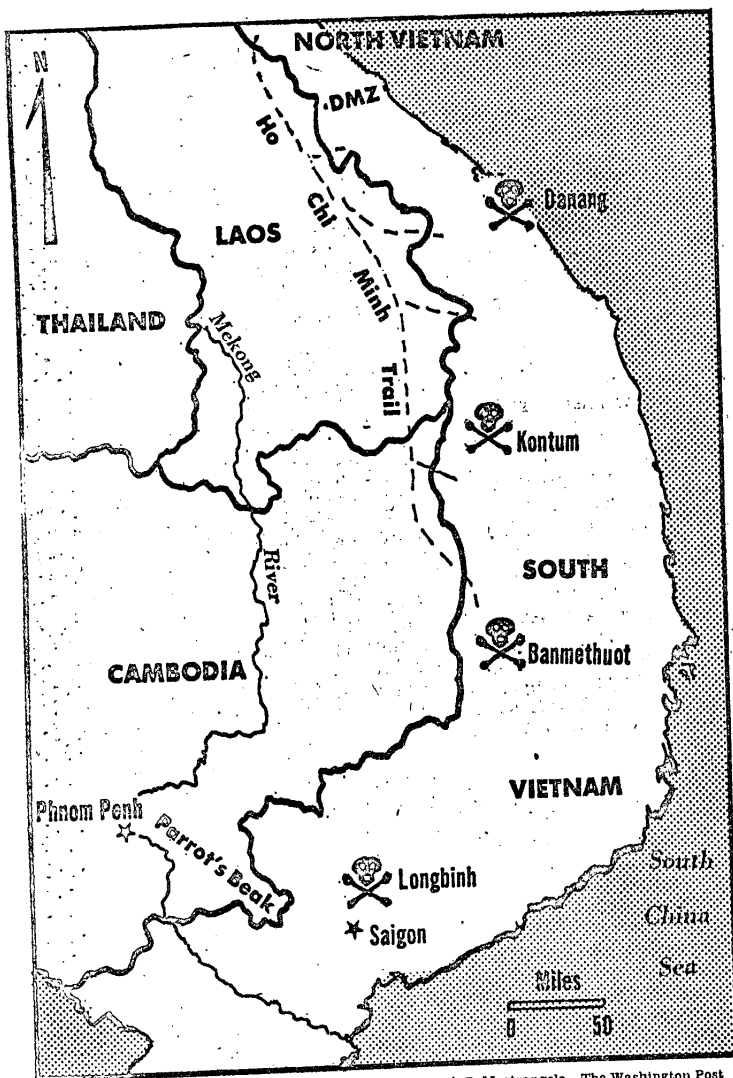 NORTH VIETNAM
N
DMZ
Ho
Chi
Minh
Trail
Danang
LAOS
THAILAND
Mekong
River
Kontum
SOUTH
VIETNAM
Banmethuot
CAMBODIA
Phnom Penh
Parrot's Beak
Longbinh
Saigon
South
China
Sea
Miles
0 50
The Washington Post